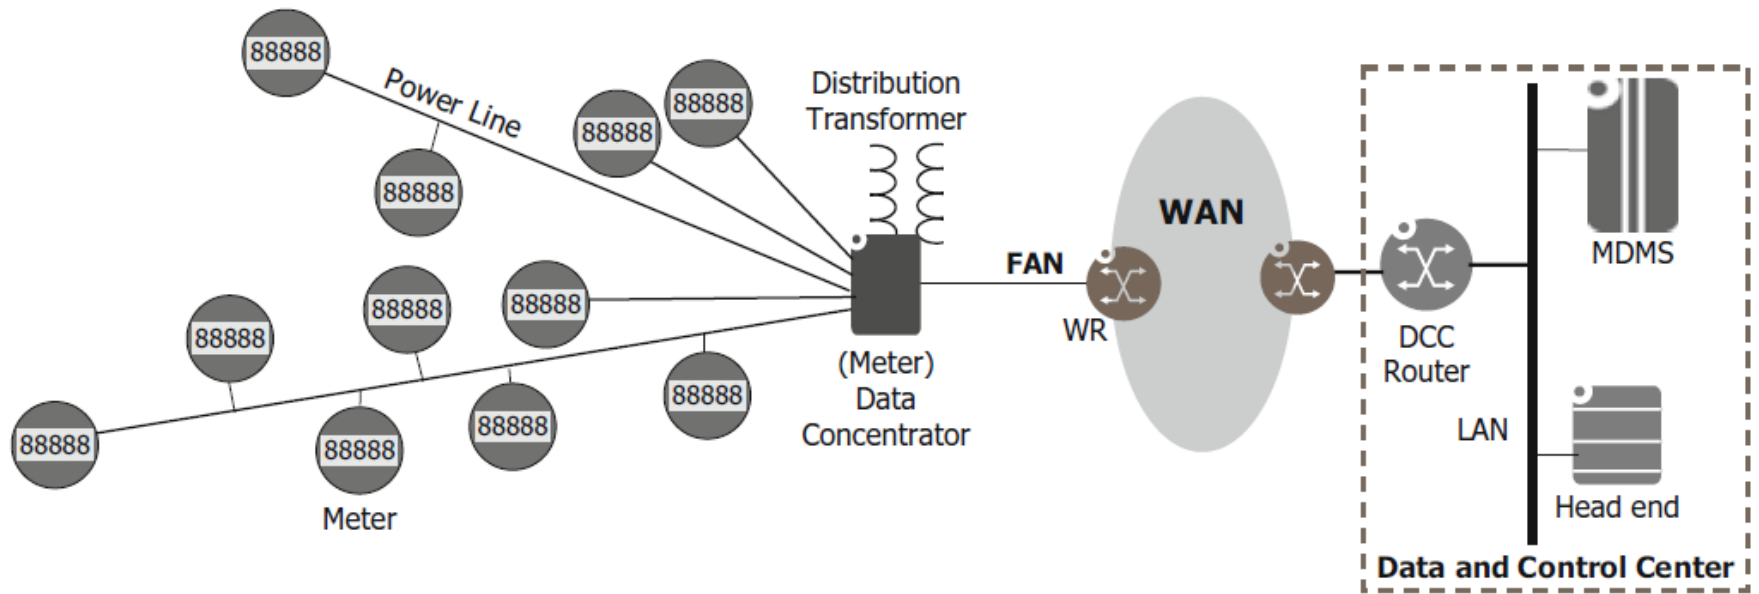 88888
Power Line
88888
88888
88888
Distribution
Transformer
88888
88888
88888
88888
88888
88888
88888
88888
Meter
(Meter)
Data
Concentrator
FAN
WR
WAN
DCC
Router
LAN
MDMS
Head end
Data and Control Center